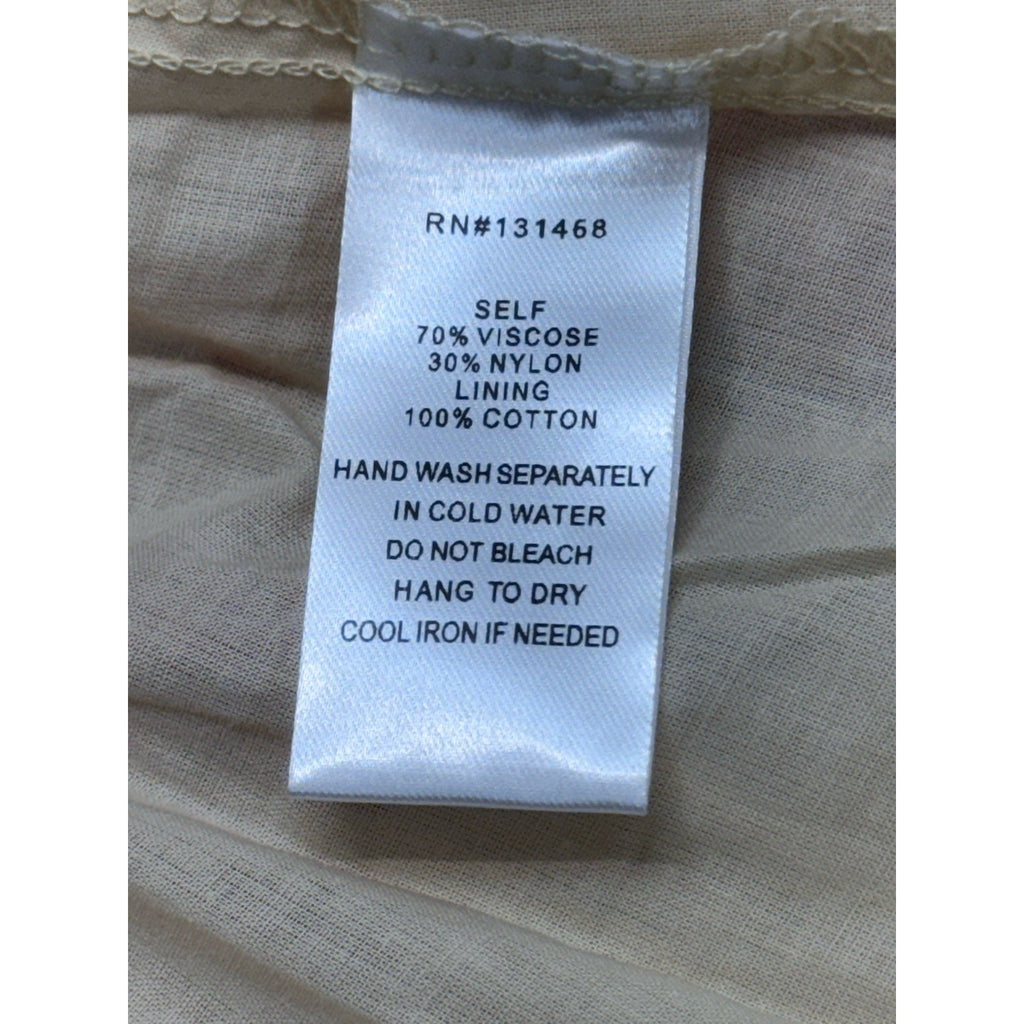 RN#131468
SELF
70% VISCOSE
30% NYLON
LINING
100% COTTON
HAND WASH SEPARATELY
IN COLD WATER
DO NOT BLEACH
HANG TO DRY
COOL IRON IF NEEDED